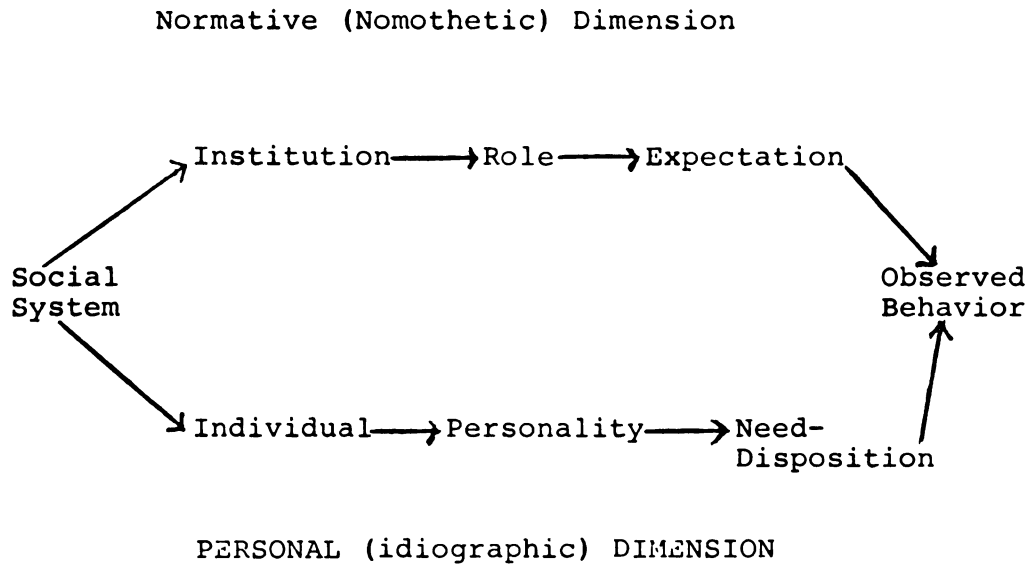 Normative (Nomothetic) Dimension
Institution Role Expectation
Social
System
Observed
Behavior
Individual Personality Need-
Disposition
PERSONAL (idiographic) DIMENSION